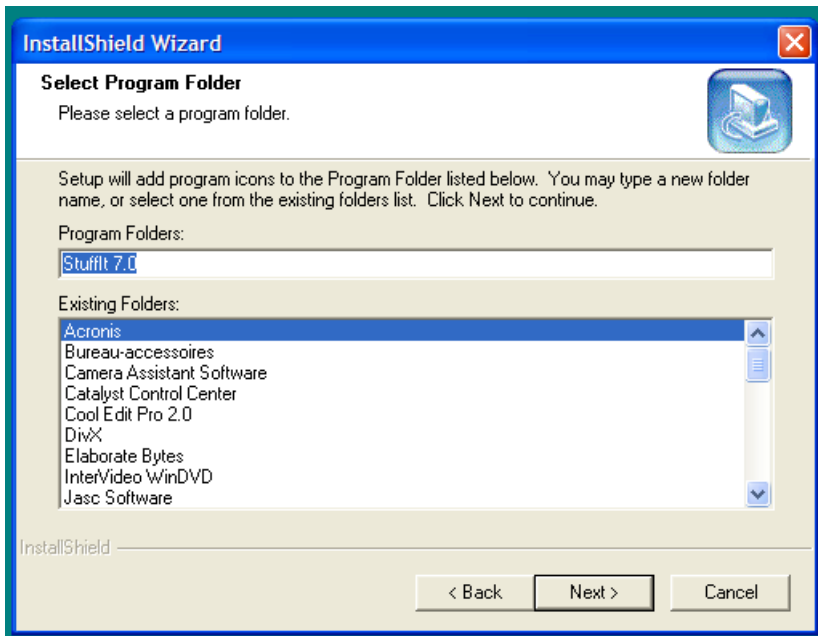 InstallShield Wizard
Select Program Folder
Please select a program folder.
Setup will add program icons to the Program Folder listed below. You may type a new folder
name, or select one from the existing folders list. Click Next to continue.
Program Folders:
StuffIt 7.0
Existing Folders:
Acronis
Bureau-accessoires
Camera Assistant Software
Catalyst Control Center
Cool Edit Pro 2.0
DivX
Elaborate Bytes
InterVideo WinDVD
Jasc Software
InstallShield
< Back Next > Cancel